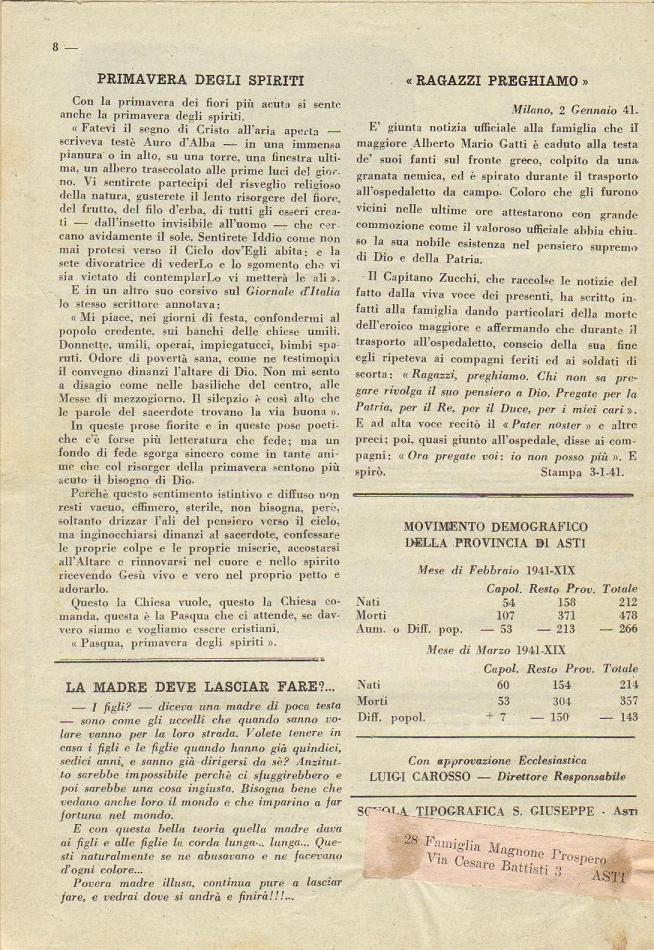 8 —
PRIMAVERA DEGLI SPIRITI
Con la primavera dei fiori più acuta si sente
anche la primavera degli spiriti.
« Fatevi il segno di Cristo all'aria aperta —
scriveva testè Auro d'Alba — in una immensa
pianura o in alto, su una torre, una finestra ulti-
ma, un albero trasecolato alle prime luci del gior-
no. Vi sentirete partecipi del risveglio religioso
della natura, gusterete il lento risorgere del fiore,
del frutto, del filo d'erba, di tutti gli esseri crea-
ti — dall'insetto invisibile all'uomo — che cer-
cano avidamente il sole. Sentirete Iddio come non
mai protesi verso il Cielo dov'Egli abita: e la
sete divoratrice di vederLo e lo sgomento che vi
sia vietato di contemplarLo vi metterà le ali ».
E in un altro suo corsivo sul Giornale d'Italia
lo stesso scrittore annotava:
« Mi piace, nei giorni di festa, confondermi al
popolo credente, sui banchi delle chiese umili.
Donnette, umili, operai, impiegatucci, bimbi spa-
ruti. Odore di povertà sana, come ne testimonia
il convegno dinanzi l'altare di Dio. Non mi sento
a disagio come nelle basiliche del centro, alle
Messe di mezzogiorno. Il silepzio è così alto che
le parole del sacerdote trovano la via buona ».
In queste prose fiorite e in queste pose poeti-
che c'è forse più letteratura che fede; ma un
fondo di fede sgorga sincero come in tante ani-
me che col risorger della primavera sentono più
acuto il bisogno di Dio.
Perchè questo sentimento istintivo e diffuso non
resti vacuo, effimero, sterile, non bisogna, però,
soltanto drizzar l'ali del pensiero verso il cielo,
ma inginocchiarsi dinanzi al sacerdote, confessare
le proprie colpe e le proprie miserie, accostarsi
all'Altare e rinnovarsi nel cuore e nello spirito
ricevendo Gesù vivo e vero nel proprio petto e
adorarlo.
Questo la Chiesa vuole, questo la Chiesa co-
manda, questa è la Pasqua che ci attende, se dav-
vero siamo e vogliamo essere cristiani.
« Pasqua, primavera degli spiriti ».
LA MADRE DEVE LASCIAR FARE?...
— I figli? — diceva una madre di poca testa
— sono come gli uccelli che quando sanno vo-
lare vanno per la loro strada. Volete tenere in
casa i figli e le figlie quando hanno già quindici,
sedici anni, e sanno già dirigersi da sè? Anzitut-
to sarebbe impossibile perchè ci sfuggirebbero e
poi sarebbe una cosa ingiusta. Bisogna bene che
vedano anche loro il mondo e che imparino a far
fortuna nel mondo.
E con questa bella teoria quella madre dava
ai figli e alle figlie la corda lunga... lunga... Que-
sti naturalmente se ne abusavano e ne facevano
d'ogni colore...
Povera madre illusa, continua pure a lasciar
fare, e vedrai dove si andrà e finirà!!!...
« RAGAZZI PREGHIAMO »
Milano, 2 Gennaio 41.
E' giunta notizia ufficiale alla famiglia che il
maggiore Alberto Mario Gatti è caduto alla testa
de' suoi fanti sul fronte greco, colpito da una
granata nemica, ed è spirato durante il trasporto
all'ospedaletto da campo. Coloro che gli furono
vicini nelle ultime ore attestarono con grande
commozione come il valoroso ufficiale abbia chiu-
so la sua nobile esistenza nel pensiero supremo
di Dio e della Patria.
Il Capitano Zucchi, che raccolse le notizie del
fatto dalla viva voce dei presenti, ha scritto in-
fatti alla famiglia dando particolari della morte
dell'eroico maggiore e affermando che durante il
trasporto all'ospedaletto, conscio della sua fine
egli ripeteva ai compagni feriti ed ai soldati di
scorta: « Ragazzi, preghiamo. Chi non sa pre-
gare rivolga il suo pensiero a Dio. Pregate per la
Patria, per il Re, per il Duce, per i miei cari ».
E ad alta voce recitò il « Pater noster » e altre
preci; poi, quasi giunto all'ospedale, disse ai com-
pagni: « Ora pregate voi: io non posso più ». E
spirò. Stampa 3-1-41.
MOVIMENTO DEMOGRAFICO
DELLA PROVINCIA DI ASTI
Mese di Febbraio 1941-XIX
Capol. Resto Prov. Totale
Nati 54 158 212
Morti 107 371 478
Aum. o Diff. pop. — 53 — 213 — 266
Mese di Marzo 1941-XIX
Capol. Resto Prov. Totale
Nati 60 154 214
Morti 53 304 357
Diff. popol. + 7 — 150 — 143
Con approvazione Ecclesiastica
LUIGI CAROSSO — Direttore Responsabile
SCUOLA TIPOGRAFICA S. GIUSEPPE - ASTI
28 Famiglia Magnone Prospero
Via Cesare Battisti 3
ASTI